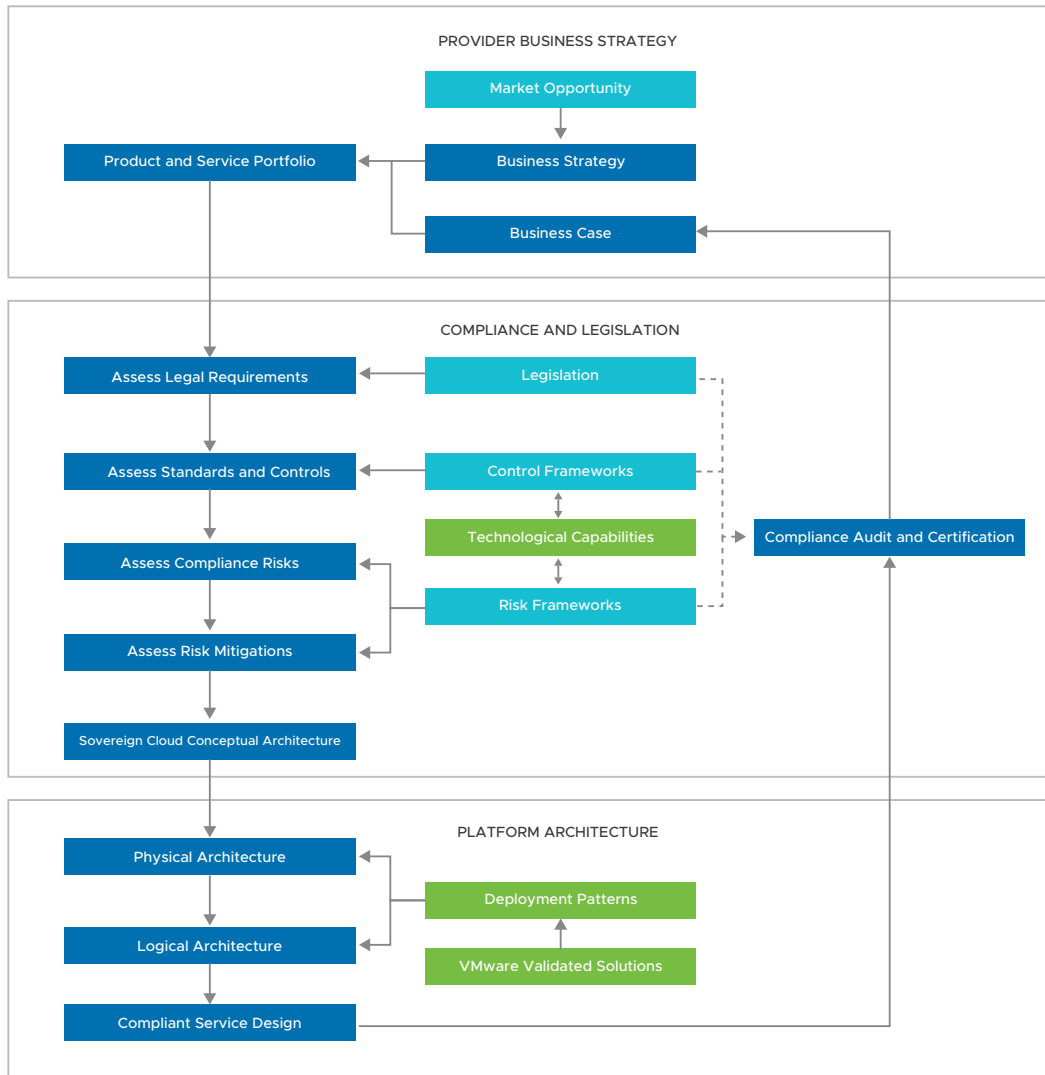 PROVIDER BUSINESS STRATEGY
Market Opportunity
Product and Service Portfolio
Business Strategy
Business Case
COMPLIANCE AND LEGISLATION
Assess Legal Requirements
Legislation
Assess Standards and Controls
Control Frameworks
Technological Capabilities
Compliance Audit and Certification
Assess Compliance Risks
Risk Frameworks
Assess Risk Mitigations
Sovereign Cloud Conceptual Architecture
PLATFORM ARCHITECTURE
Physical Architecture
Deployment Patterns
Logical Architecture
VMware Validated Solutions
Compliant Service Design